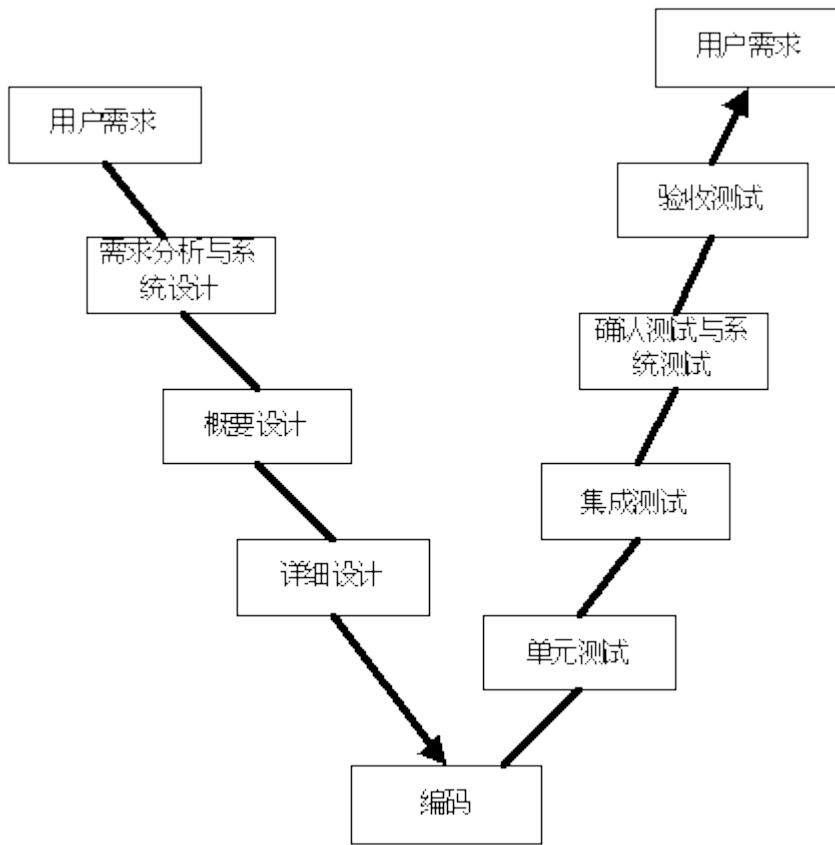 用户需求
用户需求
验收测试
需求分析与系
统设计
确认测试与系
统测试
概要设计
集成测试
详细设计
单元测试
编码